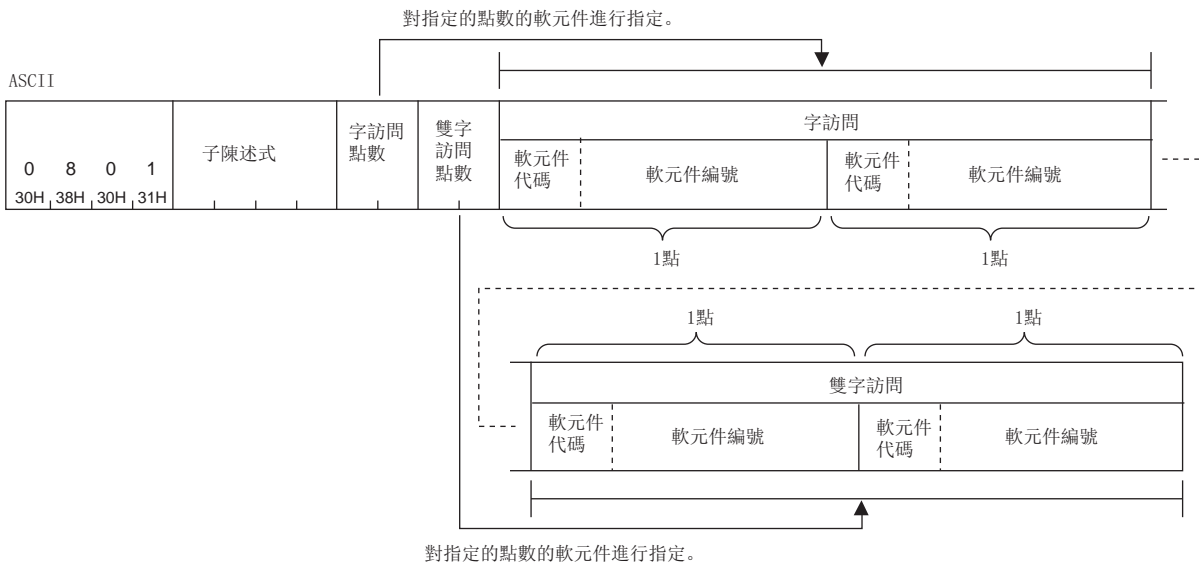 對指定的點數的軟元件進行指定。
ASCII
0 8 0 1
30H 38H 30H 31H
子陳述式
字訪問
點數
雙字
訪問
點數
字訪問
軟元件
代碼
軟元件編號
軟元件
代碼
軟元件編號
1點
1點
1點
1點
雙字訪問
軟元件
代碼
軟元件編號
軟元件
代碼
軟元件編號
對指定的點數的軟元件進行指定。